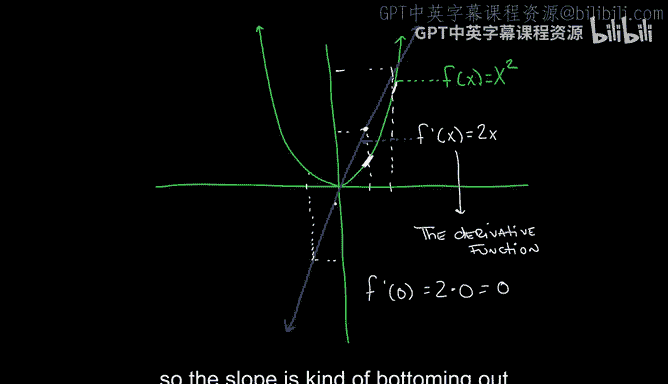 GPT中英字幕课程资源@bilibili
GPT中英字幕课程资源 bilibili
f(x)=x²
f'(x)=2x
THE DERIVATIVE
FUNCTION
f'(0) = 2·0 = 0
so the slope is kind of bottoming out